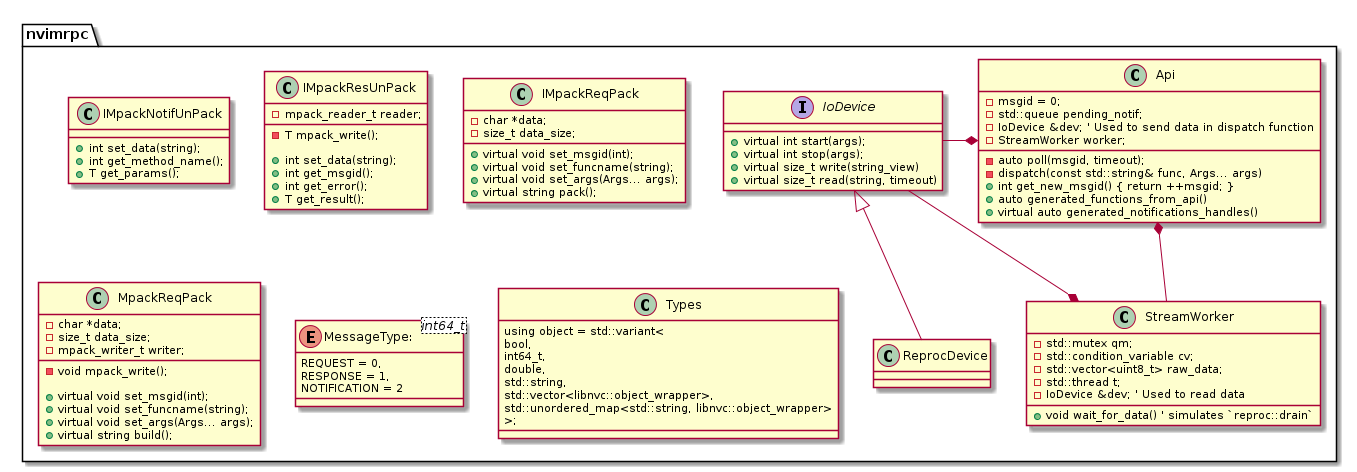 nvimrpc
C IMpackNotifUnPack
int set_data(string);
int get_method_name();
T get_params();
C IMpackResUnPack
mpack_reader_t reader;
T mpack_write();
int set_data(string);
int get_msgid();
int get_error();
T get_result();
C IMpackReqPack
char *data;
size_t data_size;
virtual void set_msgid(int);
virtual void set_funcname(string);
virtual void set_args(Args... args);
virtual string pack();
I IoDevice
virtual int start(args);
virtual int stop(args);
virtual size_t write(string_view)
virtual size_t read(string, timeout)
C Api
msgid = 0;
std::queue pending_notif;
IoDevice &dev; ' Used to send data in dispatch function
StreamWorker worker;
auto poll(msgid, timeout);
dispatch(const std::string& func, Args... args)
int get_new_msgid() { return ++msgid; }
auto generated_functions_from_api()
virtual auto generated_notifications_handles()
C MpackReqPack
char *data;
size_t data_size;
mpack_writer_t writer;
void mpack_write();
virtual void set_msgid(int);
virtual void set_funcname(string);
virtual void set_args(Args... args);
virtual string build();
E MessageType:
int64_t
REQUEST = 0,
RESPONSE = 1,
NOTIFICATION = 2
C Types
using object = std::variant<
bool,
int64_t,
double,
std::string,
std::vector<libnvc::object_wrapper>,
std::unordered_map<std::string, libnvc::object_wrapper>
>;
C ReprocDevice
C StreamWorker
std::mutex qm;
std::condition_variable cv;
std::vector<uint8_t> raw_data;
std::thread t;
IoDevice &dev; ' Used to read data
void wait_for_data() ' simulates `reproc::drain`